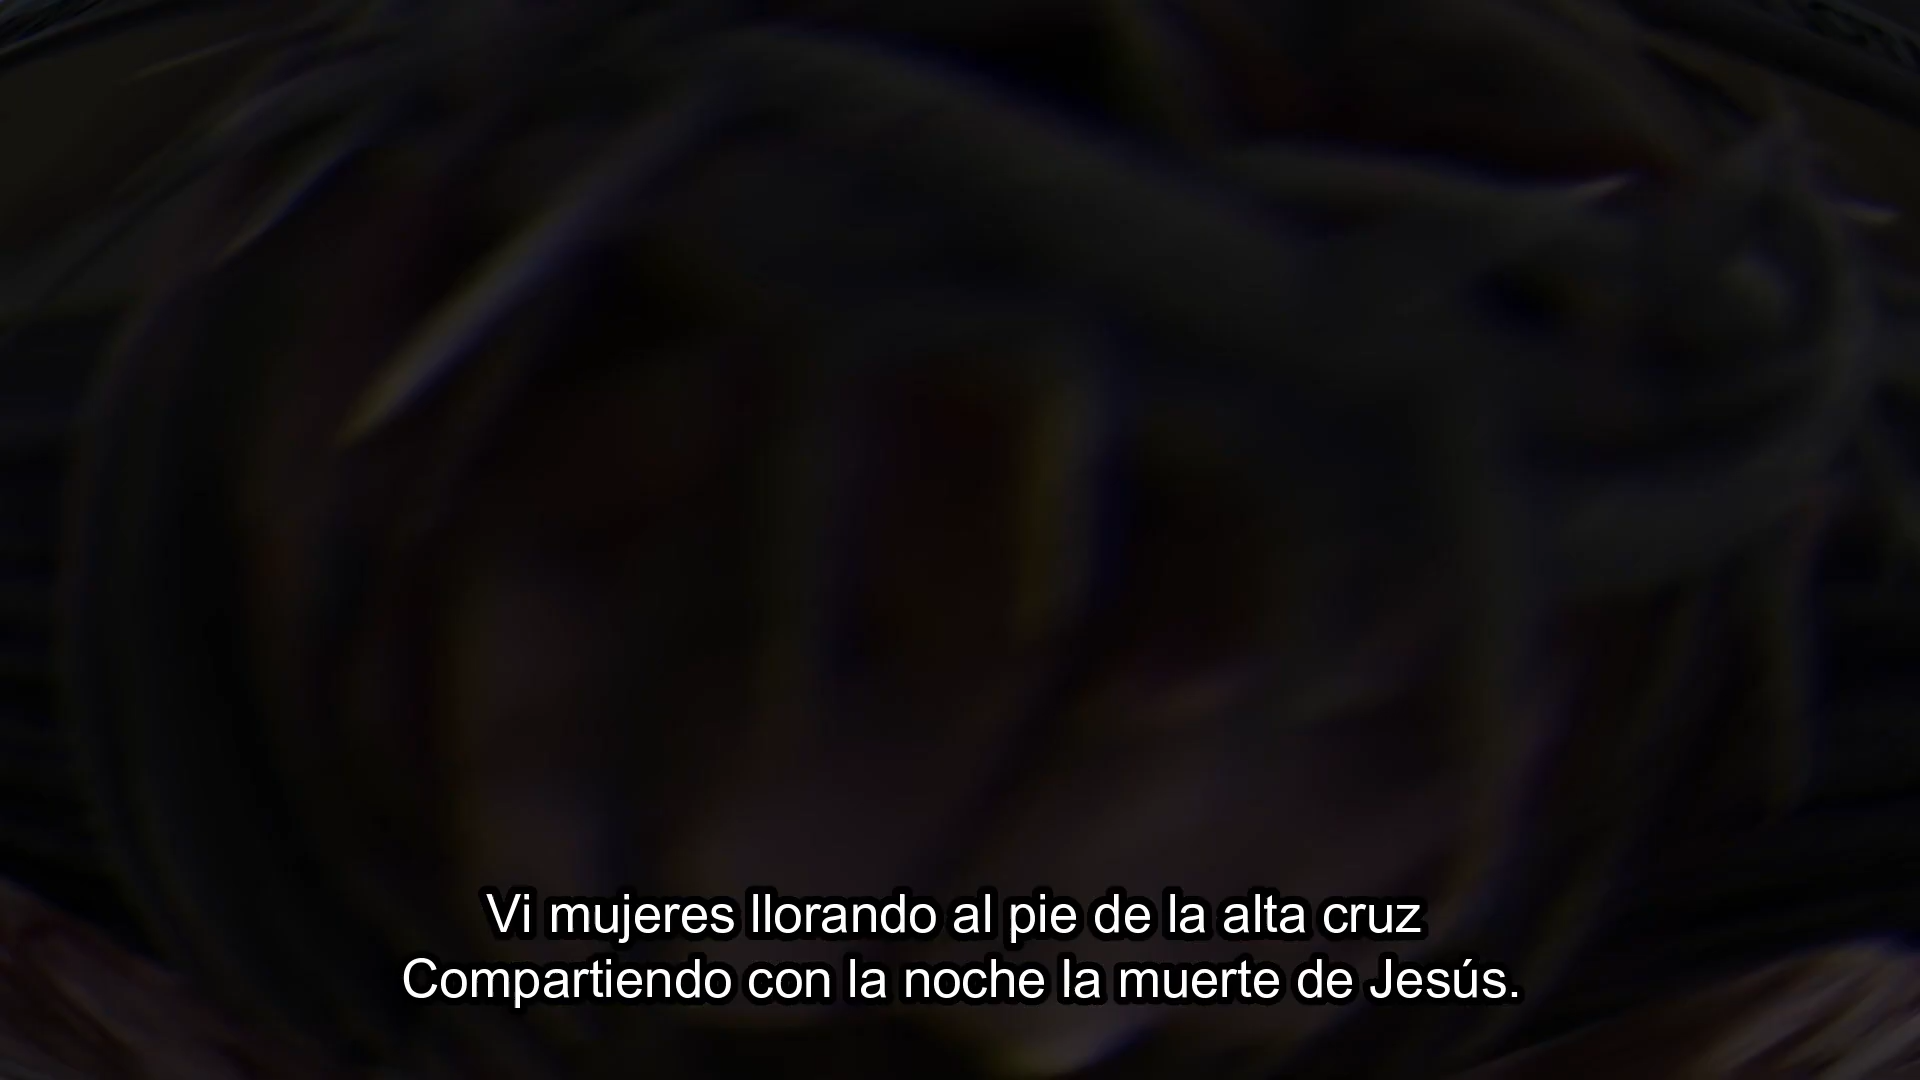 Vi mujeres llorando al pie de la alta cruz
Compartiendo con la noche la muerte de Jesús.